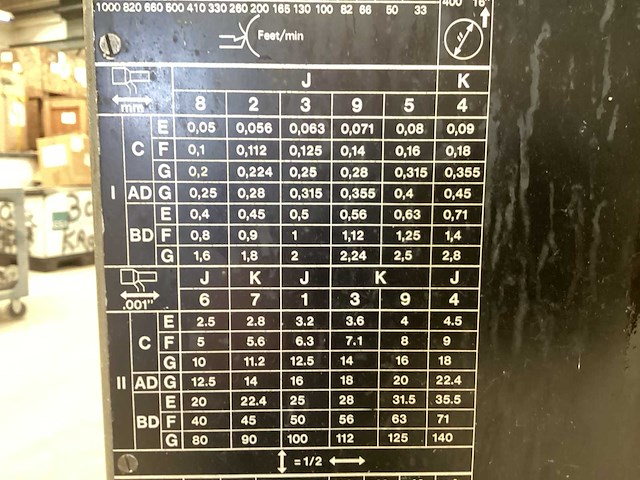 1000 820 660 500 410 330 260 200 165 130 100 82 66 50 33
400 16
Feet/min
J K
mm 8 2 3 9 5 4
E 0,05 0,056 0,063 0,071 0,08 0,09
C F 0,1 0,112 0,125 0,14 0,16 0,18
G 0,2 0,224 0,25 0,28 0,315 0,355
I AD G 0,25 0,28 0,315 0,355 0,4 0,45
E 0,4 0,45 0,5 0,56 0,63 0,71
BD F 0,8 0,9 1 1,12 1,25 1,4
G 1,6 1,8 2 2,24 2,5 2,8
J K J K J
.001" 6 7 1 3 9 4
E 2.5 2.8 3.2 3.6 4 4.5
C F 5 5.6 6.3 7.1 8 9
G 10 11.2 12.5 14 16 18
II AD G 12.5 14 16 18 20 22.4
E 20 22.4 25 28 31.5 35.5
BD F 40 45 50 56 63 71
G 80 90 100 112 125 140
↕ = 1/2 ↔